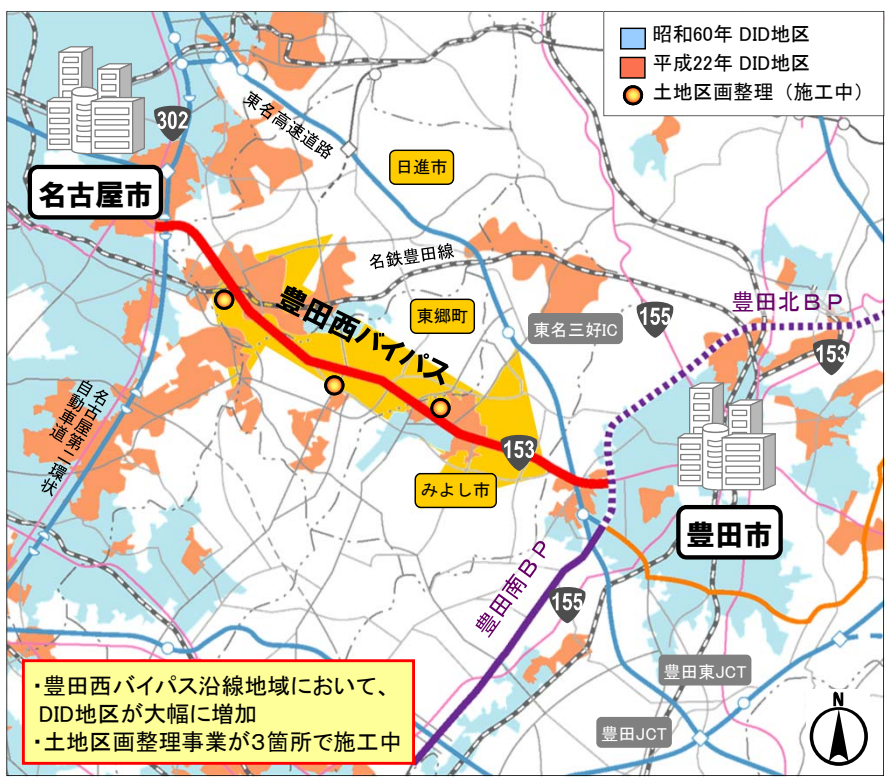 昭和60年 DID地区
平成22年 DID地区
土地区画整理（施工中）
302
東名高速道路
日進市
名古屋市
名鉄豊田線
豊田西バイパス
東郷町
東名三好IC
155
豊田北ＢＰ
153
名古屋第二環状
自動車道
153
みよし市
豊田市
豊田南ＢＰ
155
豊田東JCT
豊田JCT
N
・豊田西バイパス沿線地域において、
DID地区が大幅に増加
・土地区画整理事業が３箇所で施工中